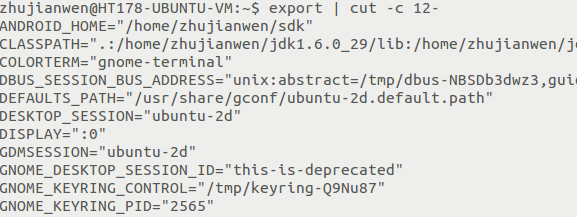 zhujianwen@HT178-UBUNTU-VM:~$ export | cut -c 12-
ANDROID_HOME="/home/zhujianwen/sdk"
CLASSPATH=".:/home/zhujianwen/jdk1.6.0_29/lib:/home/zhujianwen/j
COLORTERM="gnome-terminal"
DBUS_SESSION_BUS_ADDRESS="unix:abstract=/tmp/dbus-NBSDb3dwz3,gui
DEFAULTS_PATH="/usr/share/gconf/ubuntu-2d.default.path"
DESKTOP_SESSION="ubuntu-2d"
DISPLAY=":0"
GDMSESSION="ubuntu-2d"
GNOME_DESKTOP_SESSION_ID="this-is-deprecated"
GNOME_KEYRING_CONTROL="/tmp/keyring-Q9Nu87"
GNOME_KEYRING_PID="2565"